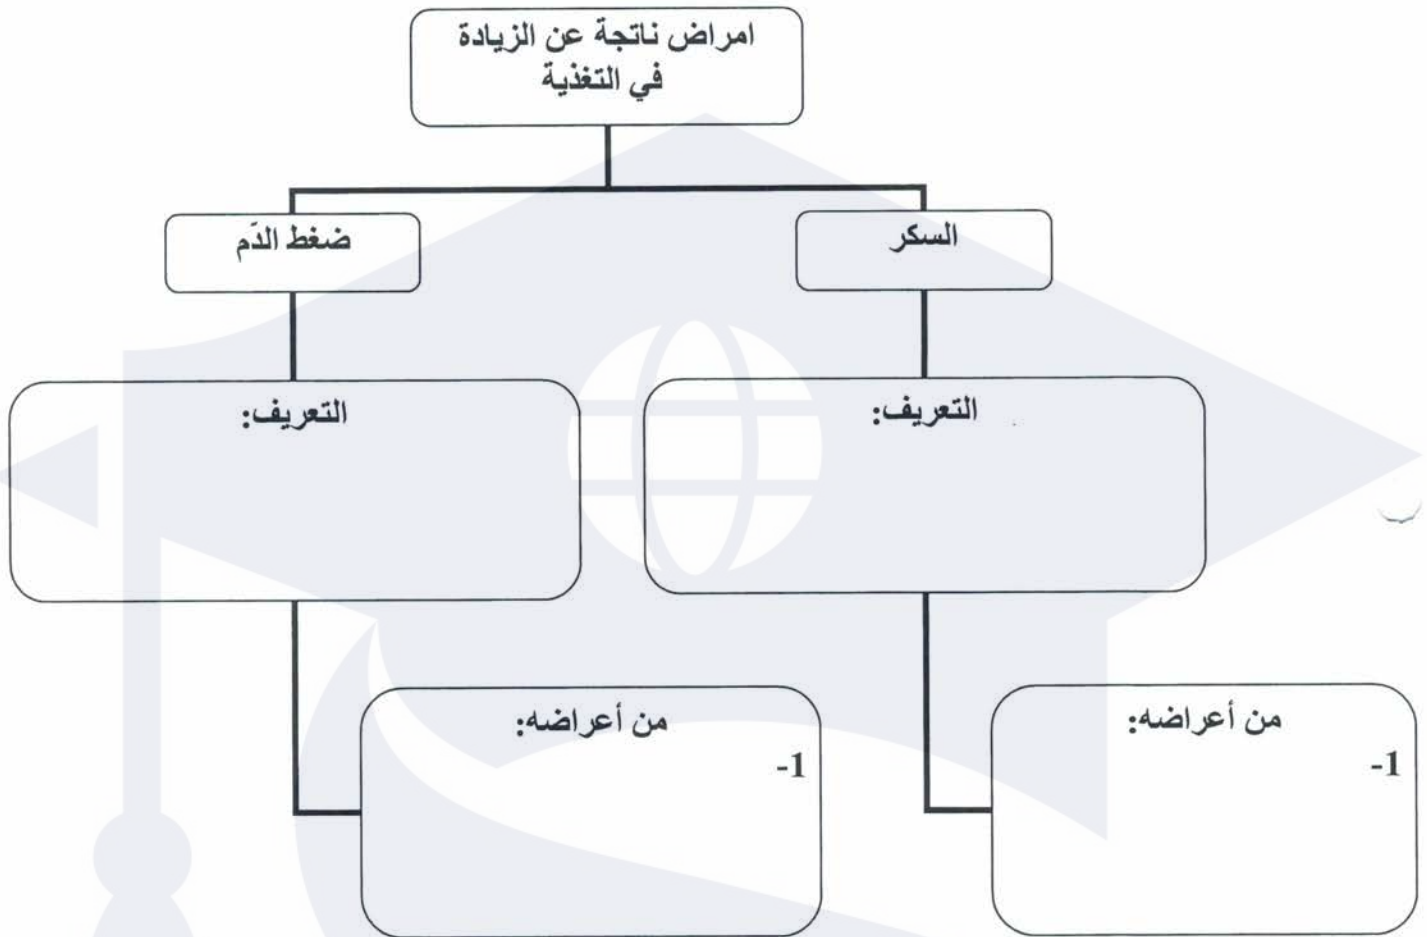 امراض ناتجة عن الزيادة
في التغذية
السكر
ضغط الدّم
التعريف:
التعريف:
من أعراضه:
1-
من أعراضه:
1-